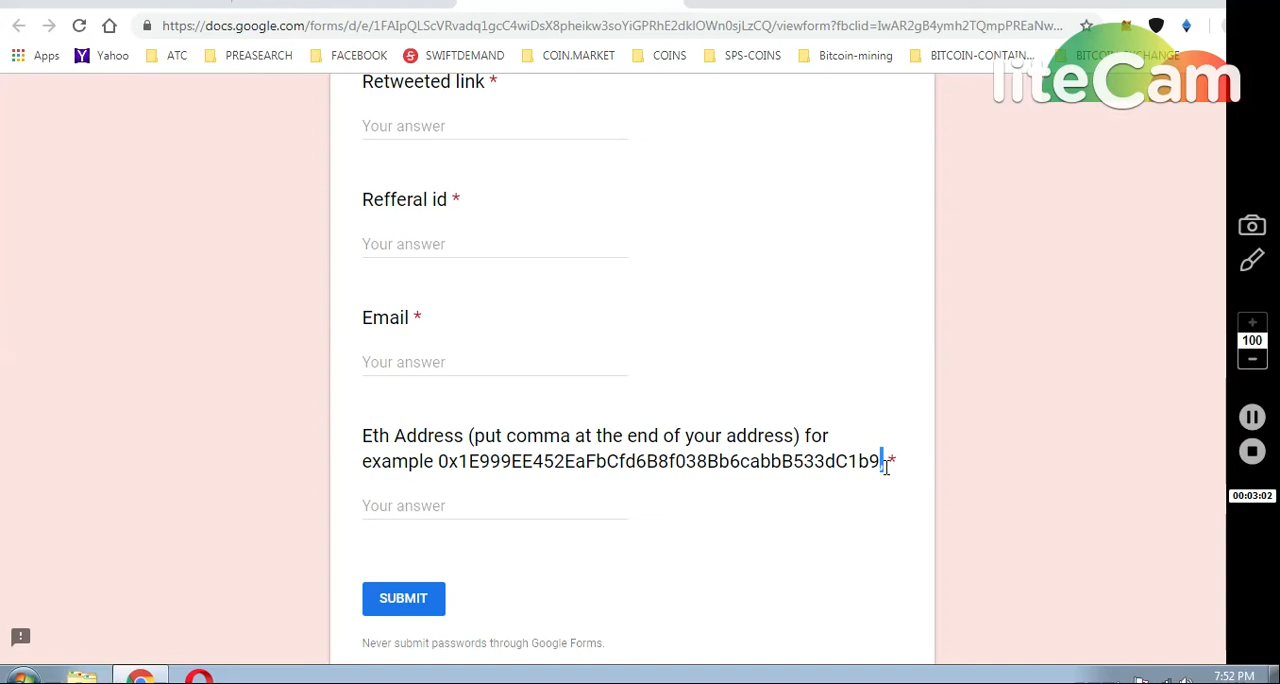 https://docs.google.com/forms/d/e/1FAIpQLScVRvadq1gcC4wiDsX8pheikw3soYiGPRhE2dkIOWn0sjLzCQ/viewform?fbclid=IwAR2gB4ymh2TQmpPREaNw...
Apps Yahoo ATC PREASEARCH FACEBOOK SWIFTDEMAND COIN.MARKET COINS SPS-COINS Bitcoin-mining BITCOIN-CONTAIN... BITCOIN EXCHANGE
liteCam
Retweeted link *
Your answer
Refferal id *
Your answer
Email *
Your answer
Eth Address (put comma at the end of your address) for
example 0x1E999EE452EaFbCfd6B8f038Bb6cabbB533dC1b9, *
Your answer
SUBMIT
Never submit passwords through Google Forms.
100
00:03:02
7:52 PM